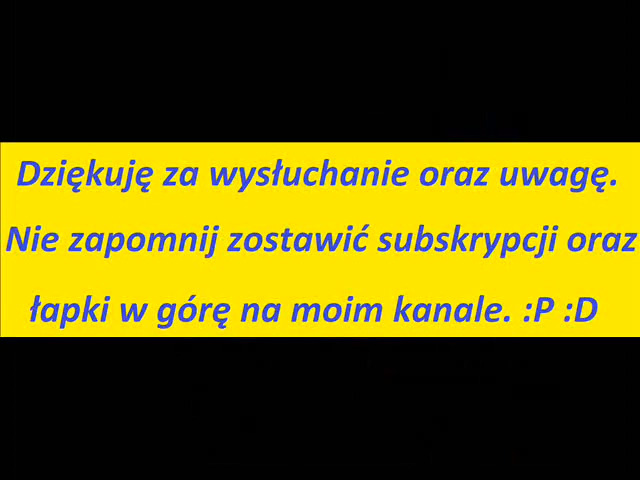 Dziękuję za wysłuchanie oraz uwagę.
Nie zapomnij zostawić subskrypcji oraz
łapki w górę na moim kanale. :P :D